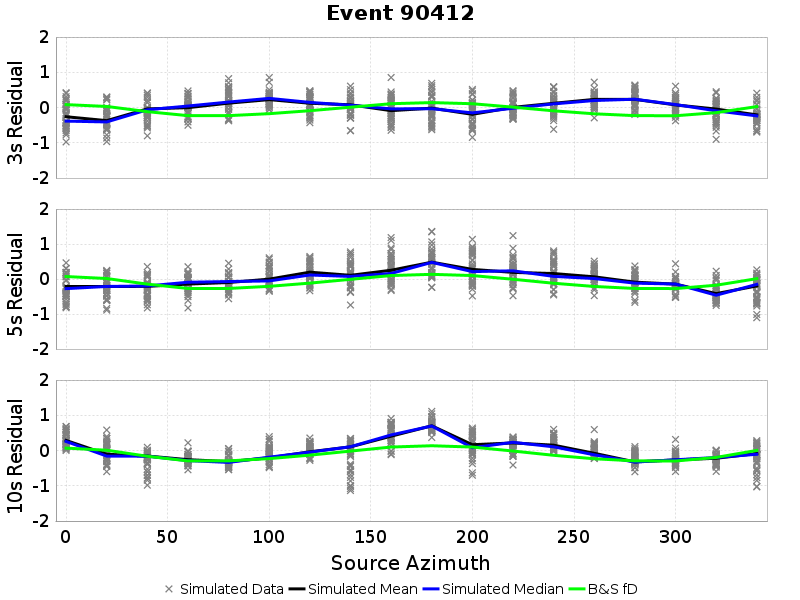 Event 90412
2
1
0
-1
-2
3s Residual
2
1
0
-1
-2
5s Residual
2
1
0
-1
-2
10s Residual
0 50 100 150 200 250 300
Source Azimuth
Simulated Data Simulated Mean Simulated Median B&S fD